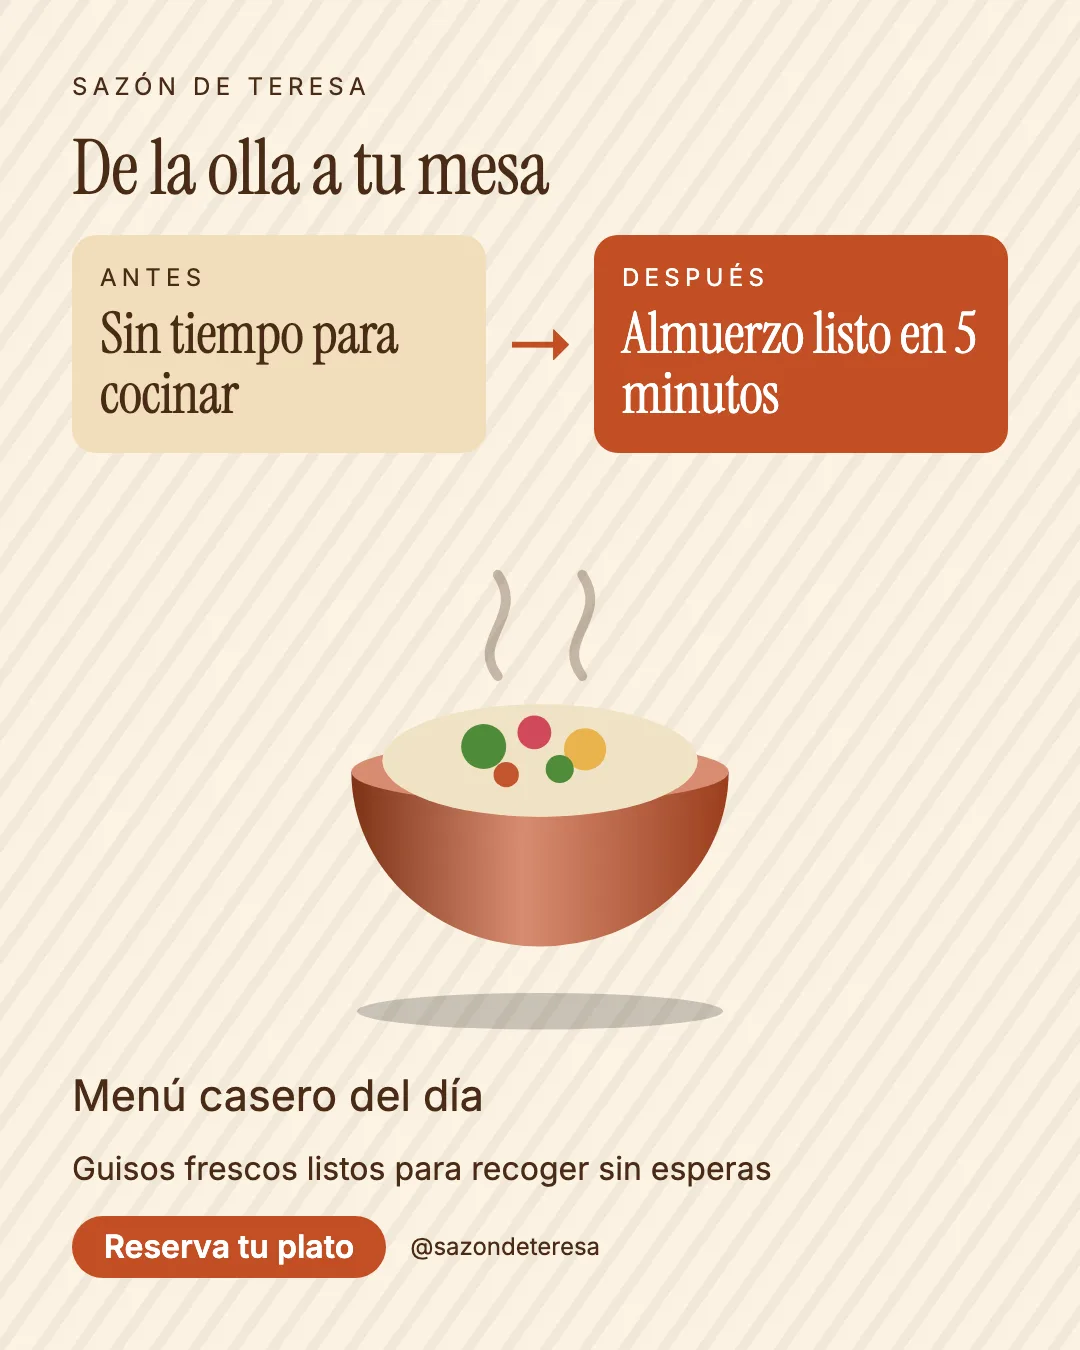 SAZÓN DE TERESA
De la olla a tu mesa
ANTES
Sin tiempo para
cocinar
DESPUÉS
Almuerzo listo en 5
minutos
Menú casero del día
Guisos frescos listos para recoger sin esperas
Reserva tu plato
@sazondeteresa